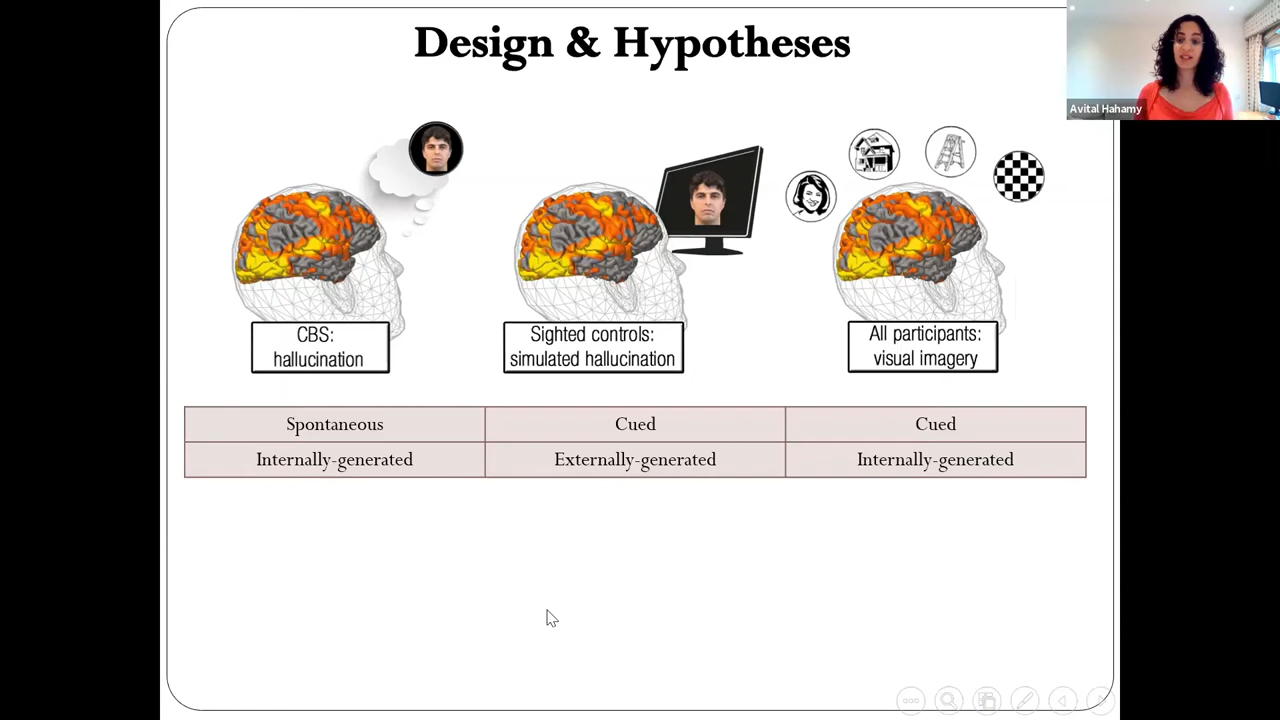 Design & Hypotheses
Avital Hahamy
CBS:
hallucination
Sighted controls:
simulated hallucination
All participants:
visual imagery
Spontaneous
Cued
Cued
Internally-generated
Externally-generated
Internally-generated